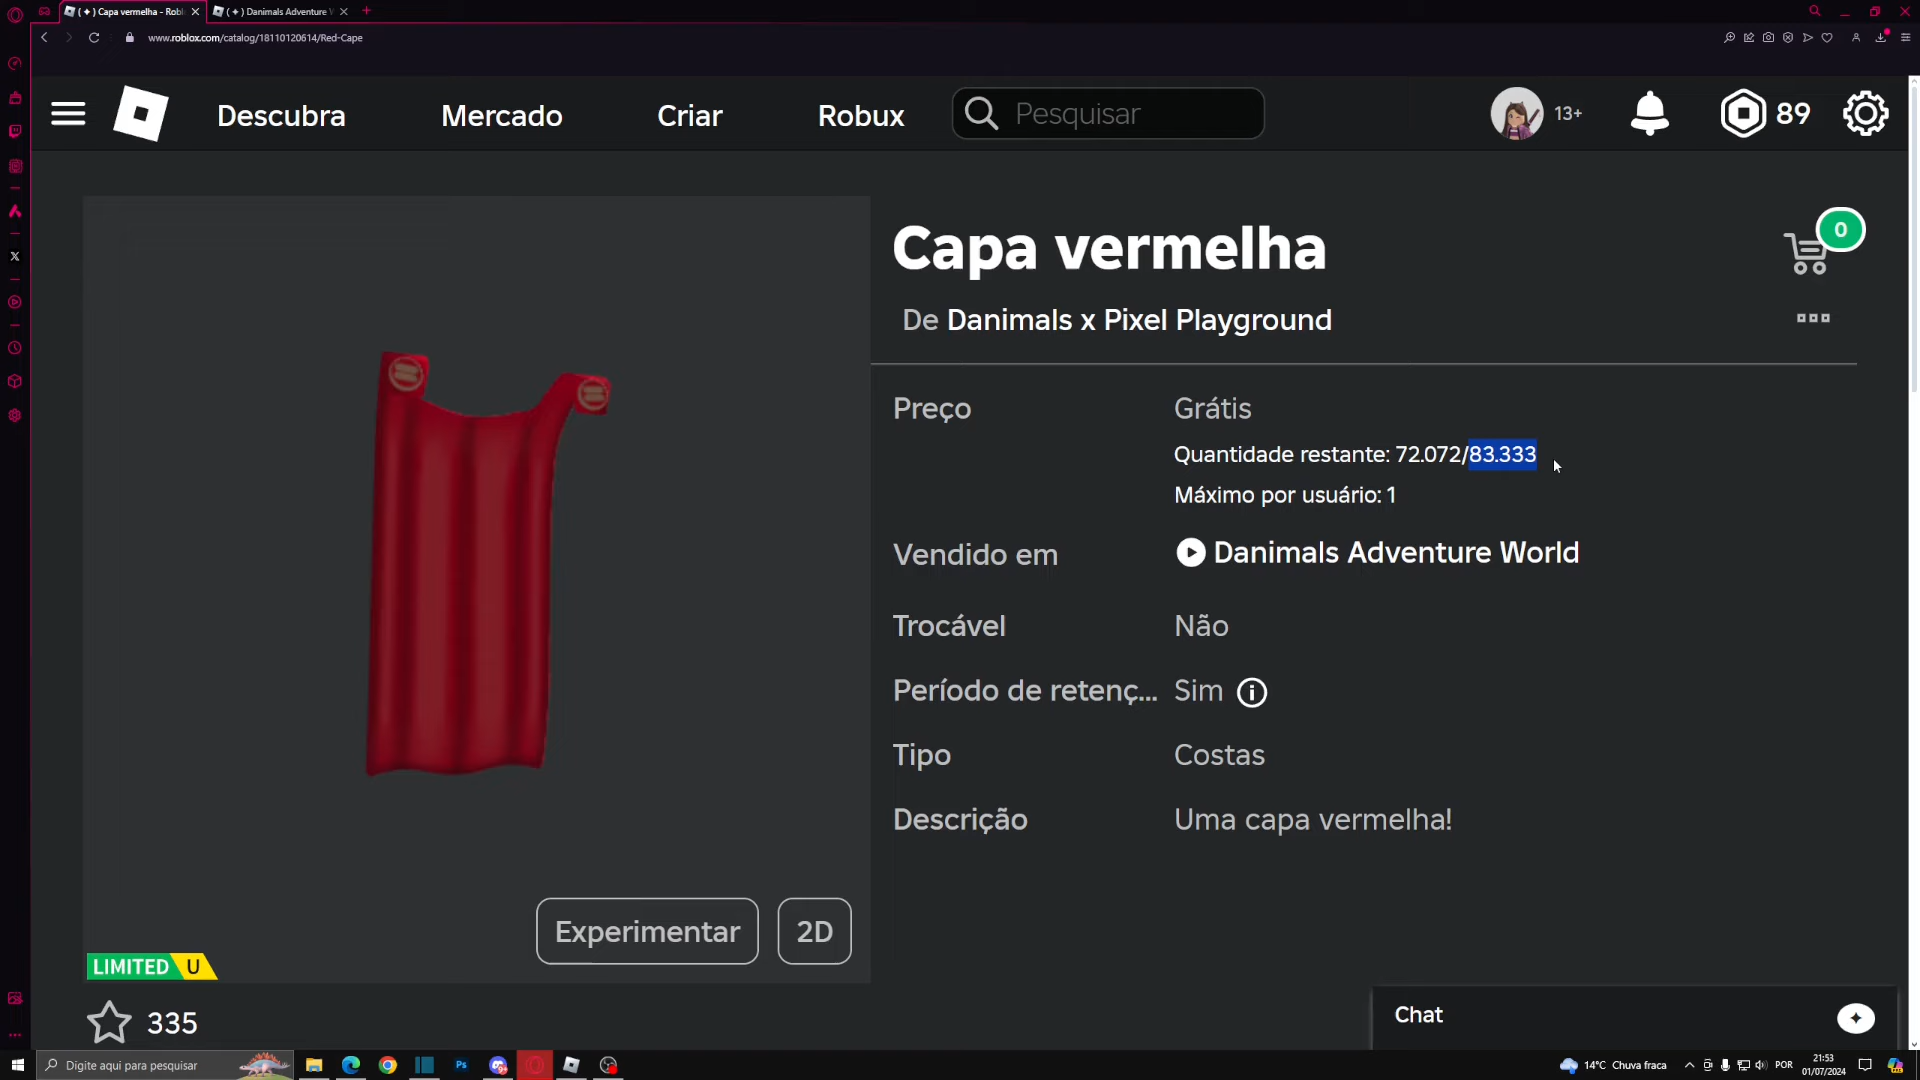 ( ✦ ) Capa vermelha - Robl
( ✦ ) Danimals Adventure W
www.roblox.com/catalog/18110120614/Red-Cape
Descubra
Mercado
Criar
Robux
Pesquisar
13+
89
Capa vermelha
0
De Danimals x Pixel Playground
Preço
Grátis
Quantidade restante: 72.072/83.333
Máximo por usuário: 1
Vendido em
Danimals Adventure World
Trocável
Não
Período de retenç...
Sim
Tipo
Costas
Descrição
Uma capa vermelha!
Experimentar
2D
LIMITED U
335
Chat
Digite aqui para pesquisar
Ps
14°C Chuva fraca
POR
21:53
01/07/2024